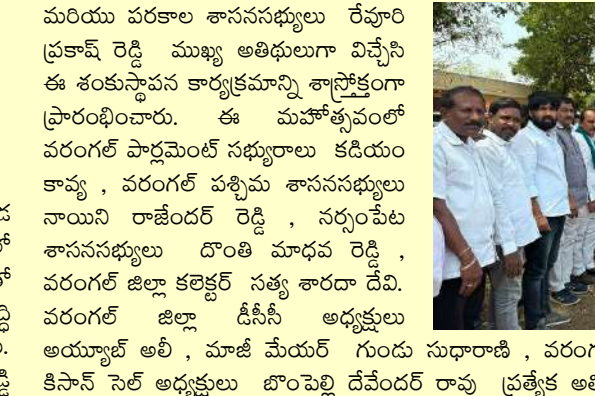 మరియు పరకాల శాసనసభ్యులు రేవూరి
ప్రకాష్ రెడ్డి ముఖ్య అతిథులుగా విచ్చేసి
ఈ శంకుస్థాపన కార్యక్రమాన్ని శాస్త్రోక్తంగా
ప్రారంభించారు. ఈ మహోత్సవంలో
వరంగల్ పార్లమెంట్ సభ్యురాలు కడియం
కావ్య , వరంగల్ పశ్చిమ శాసనసభ్యులు
నాయిని రాజేందర్ రెడ్డి , నర్సంపేట
శాసనసభ్యులు దొంతి మాధవ రెడ్డి ,
వరంగల్ జిల్లా కలెక్టర్ సత్య శారదా దేవి.
వరంగల్ జిల్లా డీసీసీ అధ్యక్షులు
అయ్యూబ్ అలీ , మాజీ మేయర్ గుండు సుధారాణి ,
కిసాన్ సెల్ అధ్యక్షులు బొంపెల్లి దేవేందర్ రావు ప్రత్యేక